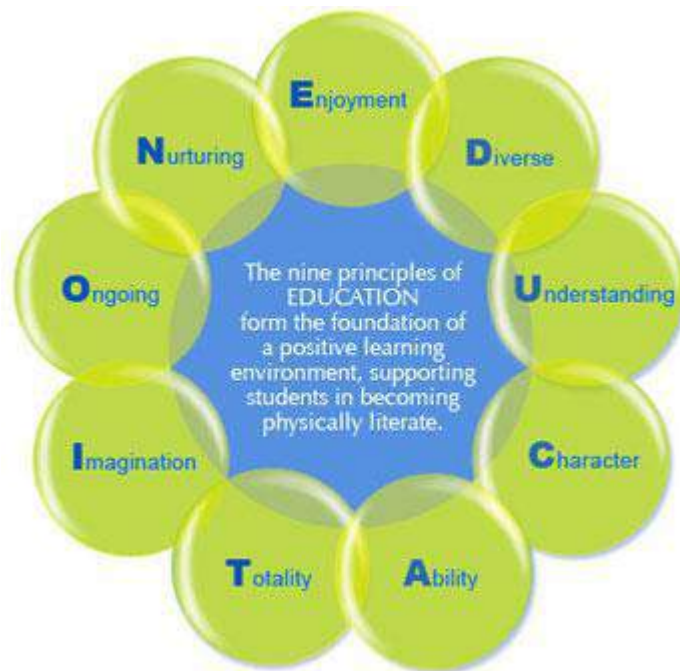 Enjoyment
Diverse
Understanding
Character
Ability
Totality
Imagination
Ongoing
Nurturing
The nine principles of
EDUCATION
form the foundation of
a positive learning
environment, supporting
students in becoming
physically literate.